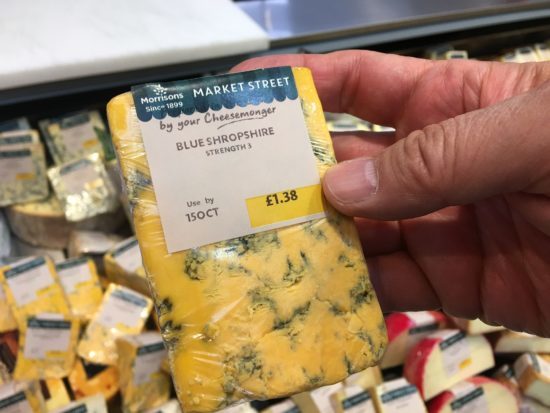 Morrisons
Since 1899
MARKET STREET
by your Cheesemonger
BLUE SHROPSHIRE
STRENGTH 3
Use by
15OCT
£1.38